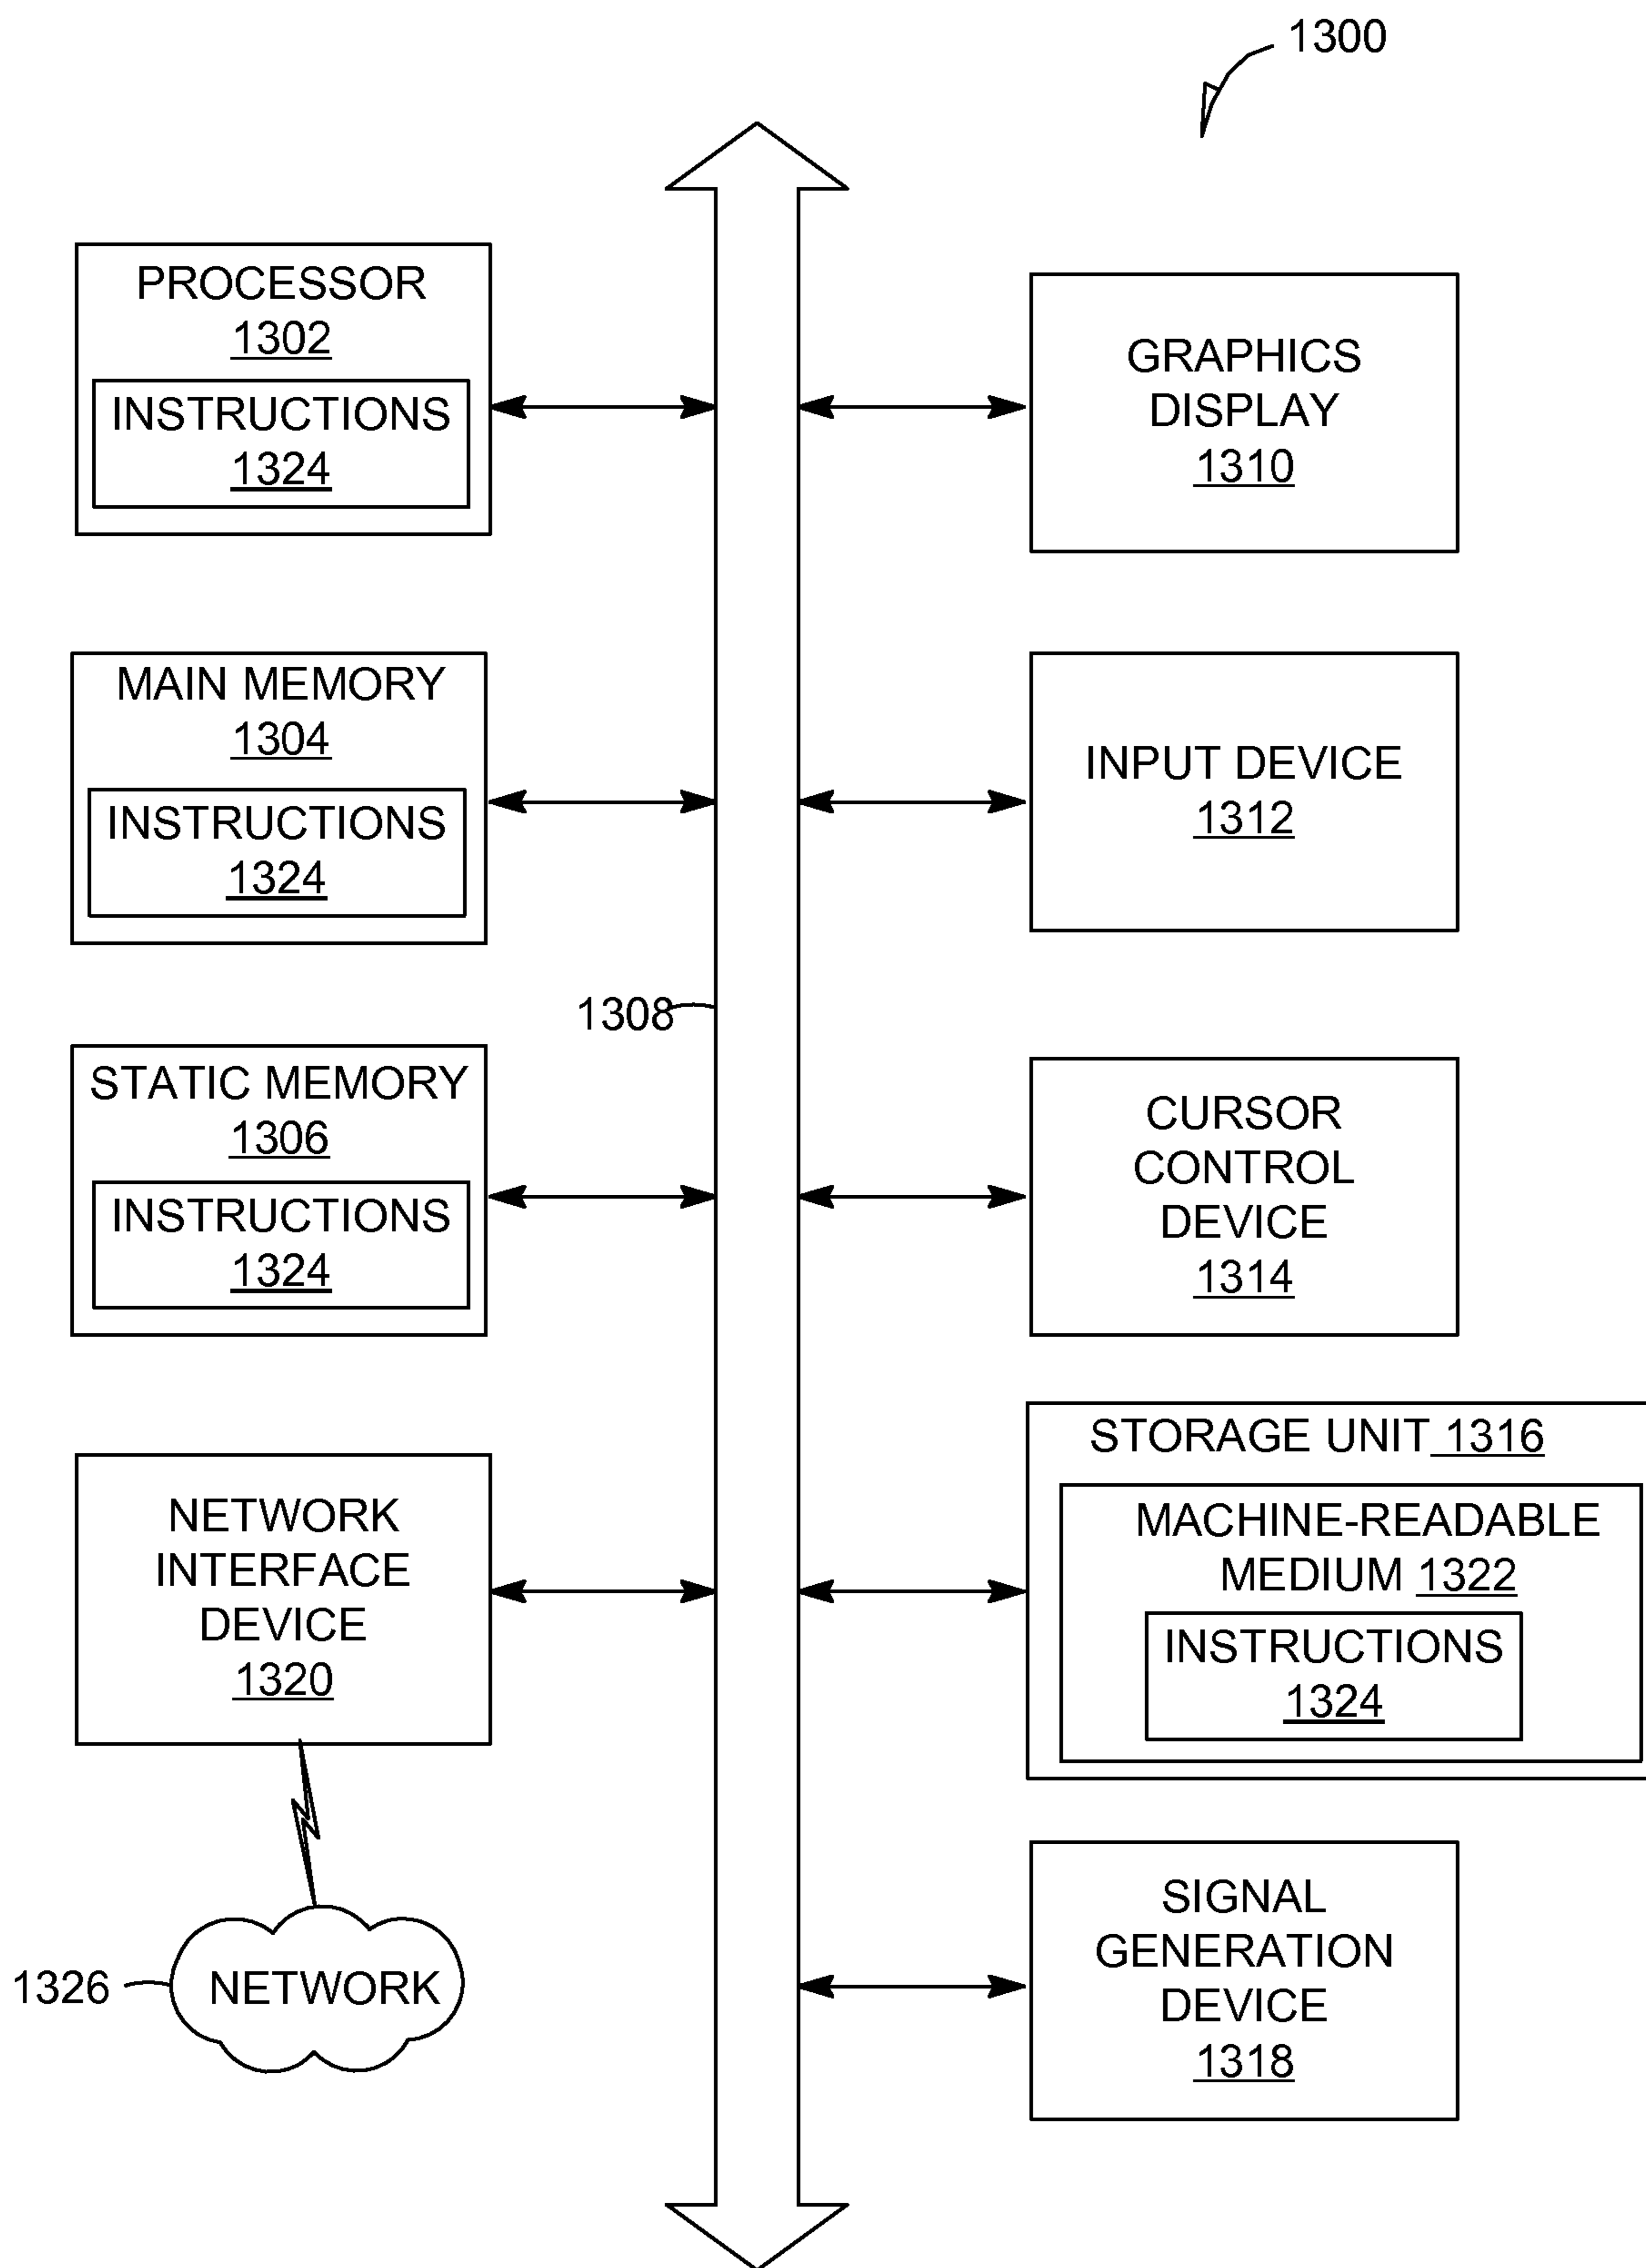 1300
PROCESSOR
1302
INSTRUCTIONS
1324
GRAPHICS
DISPLAY
1310
MAIN MEMORY
1304
INSTRUCTIONS
1324
INPUT DEVICE
1312
1308
STATIC MEMORY
1306
INSTRUCTIONS
1324
CURSOR
CONTROL
DEVICE
1314
NETWORK
INTERFACE
DEVICE
1320
STORAGE UNIT 1316
MACHINE-READABLE
MEDIUM 1322
INSTRUCTIONS
1324
1326
NETWORK
SIGNAL
GENERATION
DEVICE
1318